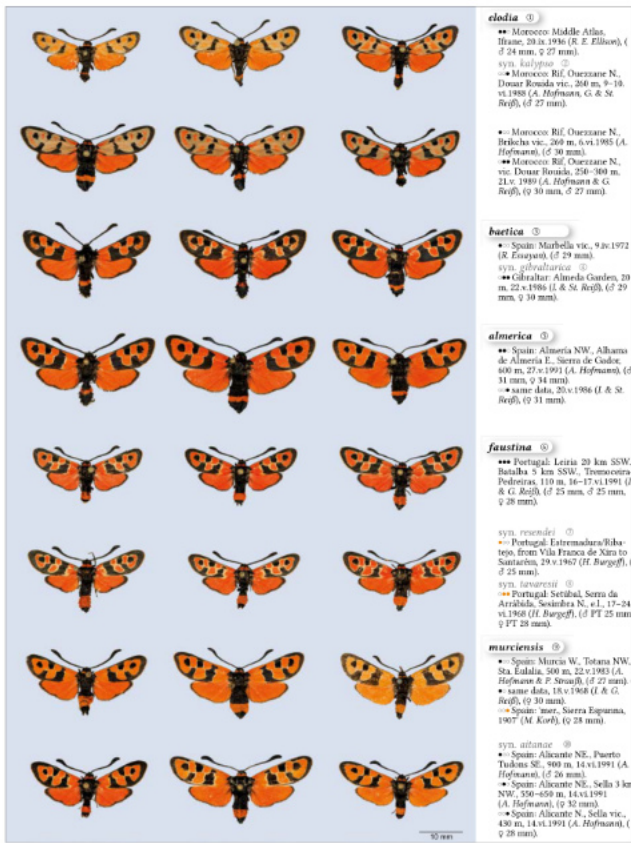 elodia ①
●●○ Morocco: Middle Atlas,
Ifrane, 20.ix.1936 (R. E. Ellison), (
♂ 24 mm, ♀ 27 mm).
syn. kalypso ②
○○● Morocco: Rif, Ouezzane N.,
Douar Rouida vic., 260 m, 9–10.
vi.1988 (A. Hofmann, G. & St.
Reiß), (♂ 27 mm).
●○○ Morocco: Rif, Ouezzane N.,
Brikcha vic., 260 m, 6.vi.1985 (A.
Hofmann), (♂ 30 mm).
○●● Morocco: Rif, Ouezzane N.,
vic. Douar Rouida, 250–300 m,
21.v. 1989 (A. Hofmann & G.
Reiß), (♀ 30 mm, ♂ 27 mm).
baetica ③
●○○ Spain: Marbella vic., 9.iv.1972
(R. Essayan), (♂ 29 mm).
syn. gibraltarica ④
○●● Gibraltar: Almeda Garden, 20
m, 22.v.1986 (J. & St. Reiß), (♂ 29
mm, ♀ 30 mm).
almerica ⑤
●●○ Spain: Almería NW., Alhama
de Almería E., Sierra de Gador,
600 m, 27.v.1991 (A. Hofmann), (♂
31 mm, ♀ 34 mm).
○○● same data, 20.v.1986 (J. & St.
Reiß), (♀ 31 mm).
faustina ⑥
●●● Portugal: Leiria 20 km SSW.,
Batalha 5 km SSW., Tremoceira-
Pedreiras, 110 m, 16–17.vi.1991 (J.
& G. Reiß), (♂ 25 mm, ♂ 25 mm,
♀ 28 mm).
syn. resendei ⑦
●○○ Portugal: Estremadura/Riba-
tejo, from Vila Franca de Xira to
Santarém, 29.v.1967 (H. Burgeff), (
♂ 25 mm).
syn. tavaresii ⑧
○●● Portugal: Setúbal, Serra da
Arrábida, Sesimbra N., e.l., 17–24.
vi.1968 (H. Burgeff), (♂ PT 25 mm,
♀ PT 28 mm).
murciensis ⑨
●○○ Spain: Murcia W., Totana NW.,
Sta. Eulalia, 500 m, 22.v.1983 (A.
Hofmann & P. Strauß), (♂ 27 mm).
○●○ same data, 18.v.1968 (J. & G.
Reiß), (♀ 30 mm).
○○● Spain: 'mer., Sierra Espunna,
1907' (M. Korb), (♀ 28 mm).
syn. aitanae ⑩
●○○ Spain: Alicante NE., Puerto
Tudons SE., 900 m, 14.vi.1991 (A.
Hofmann), (♂ 26 mm).
○●○ Spain: Alicante NE., Sella 3 km
NW., 550–650 m, 14.vi.1991
(A. Hofmann), (♀ 32 mm).
○○● Spain: Alicante N., Sella vic.,
430 m, 14.vi.1991 (A. Hofmann), (
♀ 28 mm).
10 mm